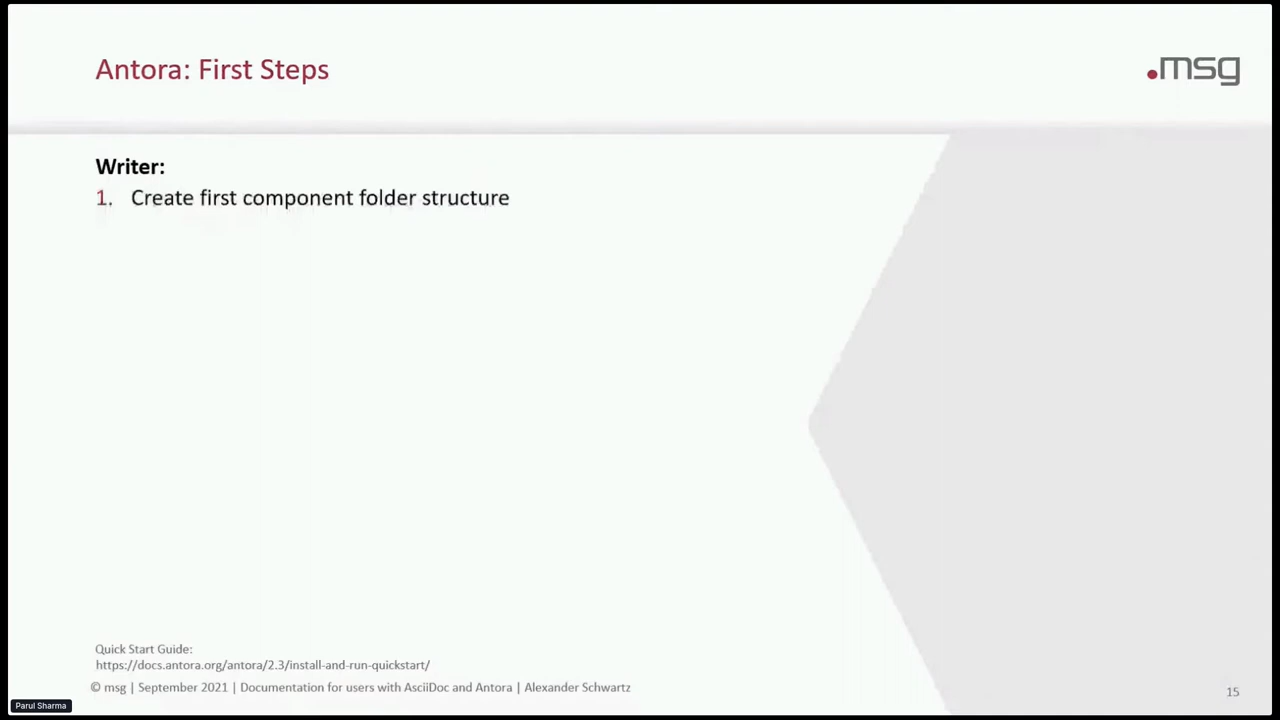 Antora: First Steps
.msg
Writer:
1. Create first component folder structure
Quick Start Guide:
https://docs.antora.org/antora/2.3/install-and-run-quickstart/
© msg | September 2021 | Documentation for users with AsciiDoc and Antora | Alexander Schwartz
15
Parul Sharma